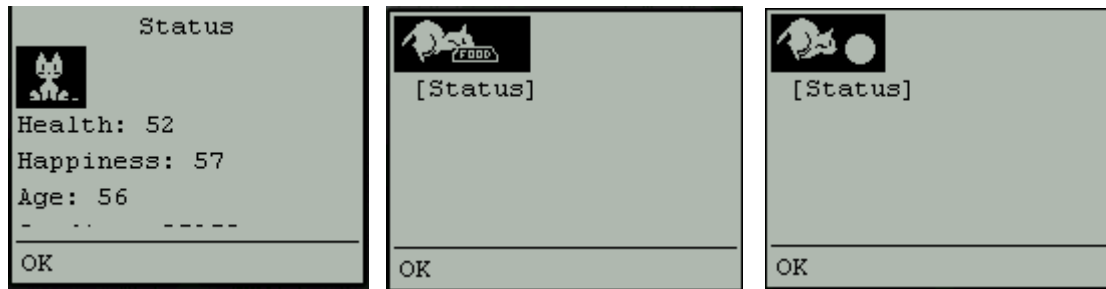 Status
Health: 52
Happiness: 57
Age: 56
OK
FOOD
[Status]
OK
[Status]
OK